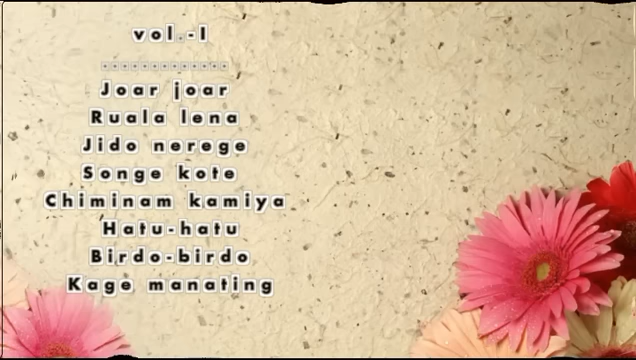 vol.-I
............
Joar joar
Ruala lena
Jido nerege
Songe kote
Chiminam kamiya
Hatu-hatu
Birdo-birdo
Kage manating